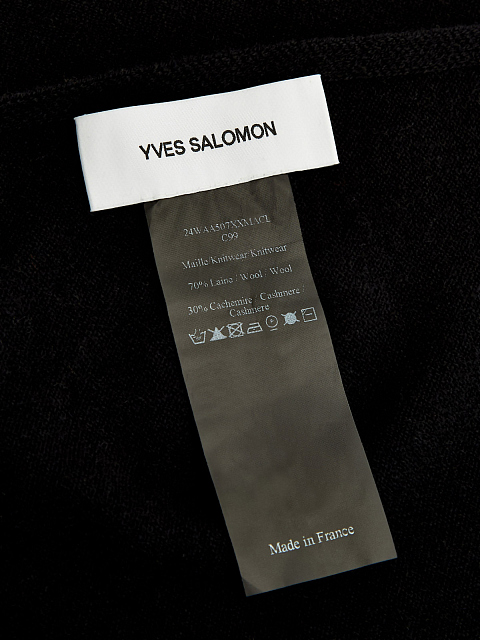 YVES SALOMON
24WAA507XXMACL
C99
Maille/Knitwear/Knitwear
70% Laine / Wool / Wool
30% Cachemire / Cashmere /
Cashmere
Made in France